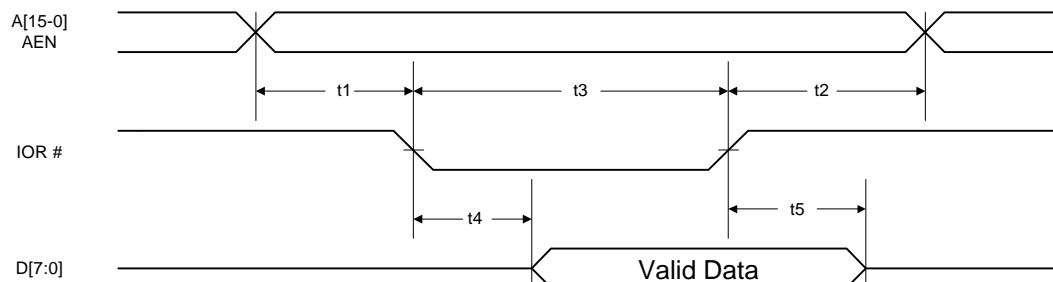 A[15-0]
AEN
t1
t3
t2
IOR #
t4
t5
D[7:0]
Valid Data